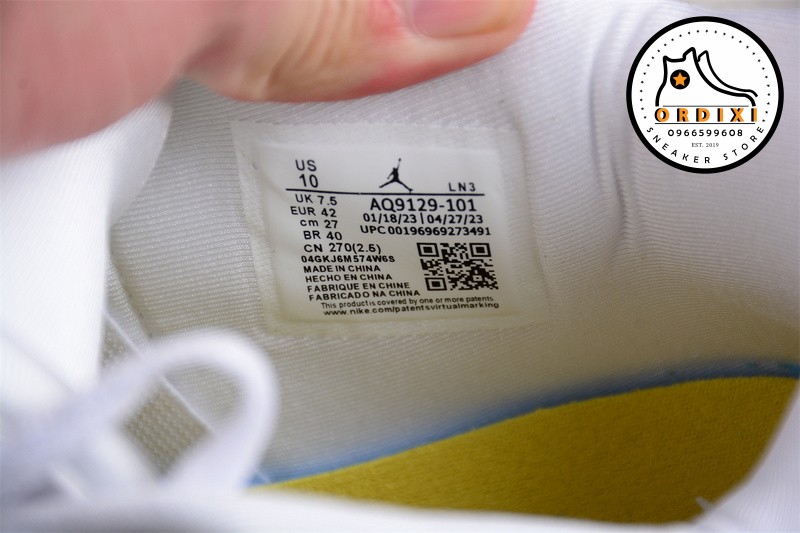 ORDIXI
0966599608
EST. 2019
SNEAKER STORE
US
10
LN3
UK 7.5
EUR 42
cm 27
BR 40
CN 270(2.5)
AQ9129-101
01/18/23 | 04/27/23
UPC 00196969273491
04GKJ6M574W6S
MADE IN CHINA
HECHO EN CHINA
FABRIQUE EN CHINE
FABRICADO NA CHINA
This product is covered by one or more patents
www.nike.com/patentsvirtualmarking